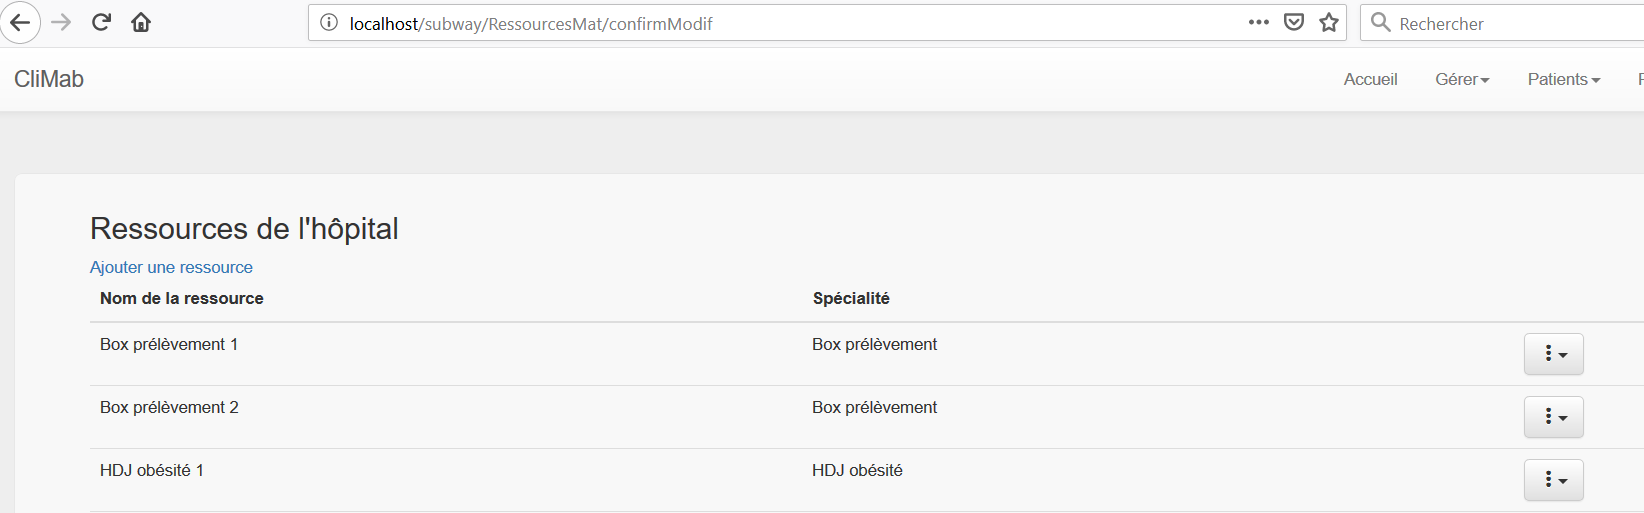 localhost/subway/RessourcesMat/confirmModif
Rechercher
CliMab
Accueil
Gérer
Patients
Ressources de l'hôpital
Ajouter une ressource
Nom de la ressource
Spécialité
Box prélèvement 1
Box prélèvement
Box prélèvement 2
Box prélèvement
HDJ obésité 1
HDJ obésité